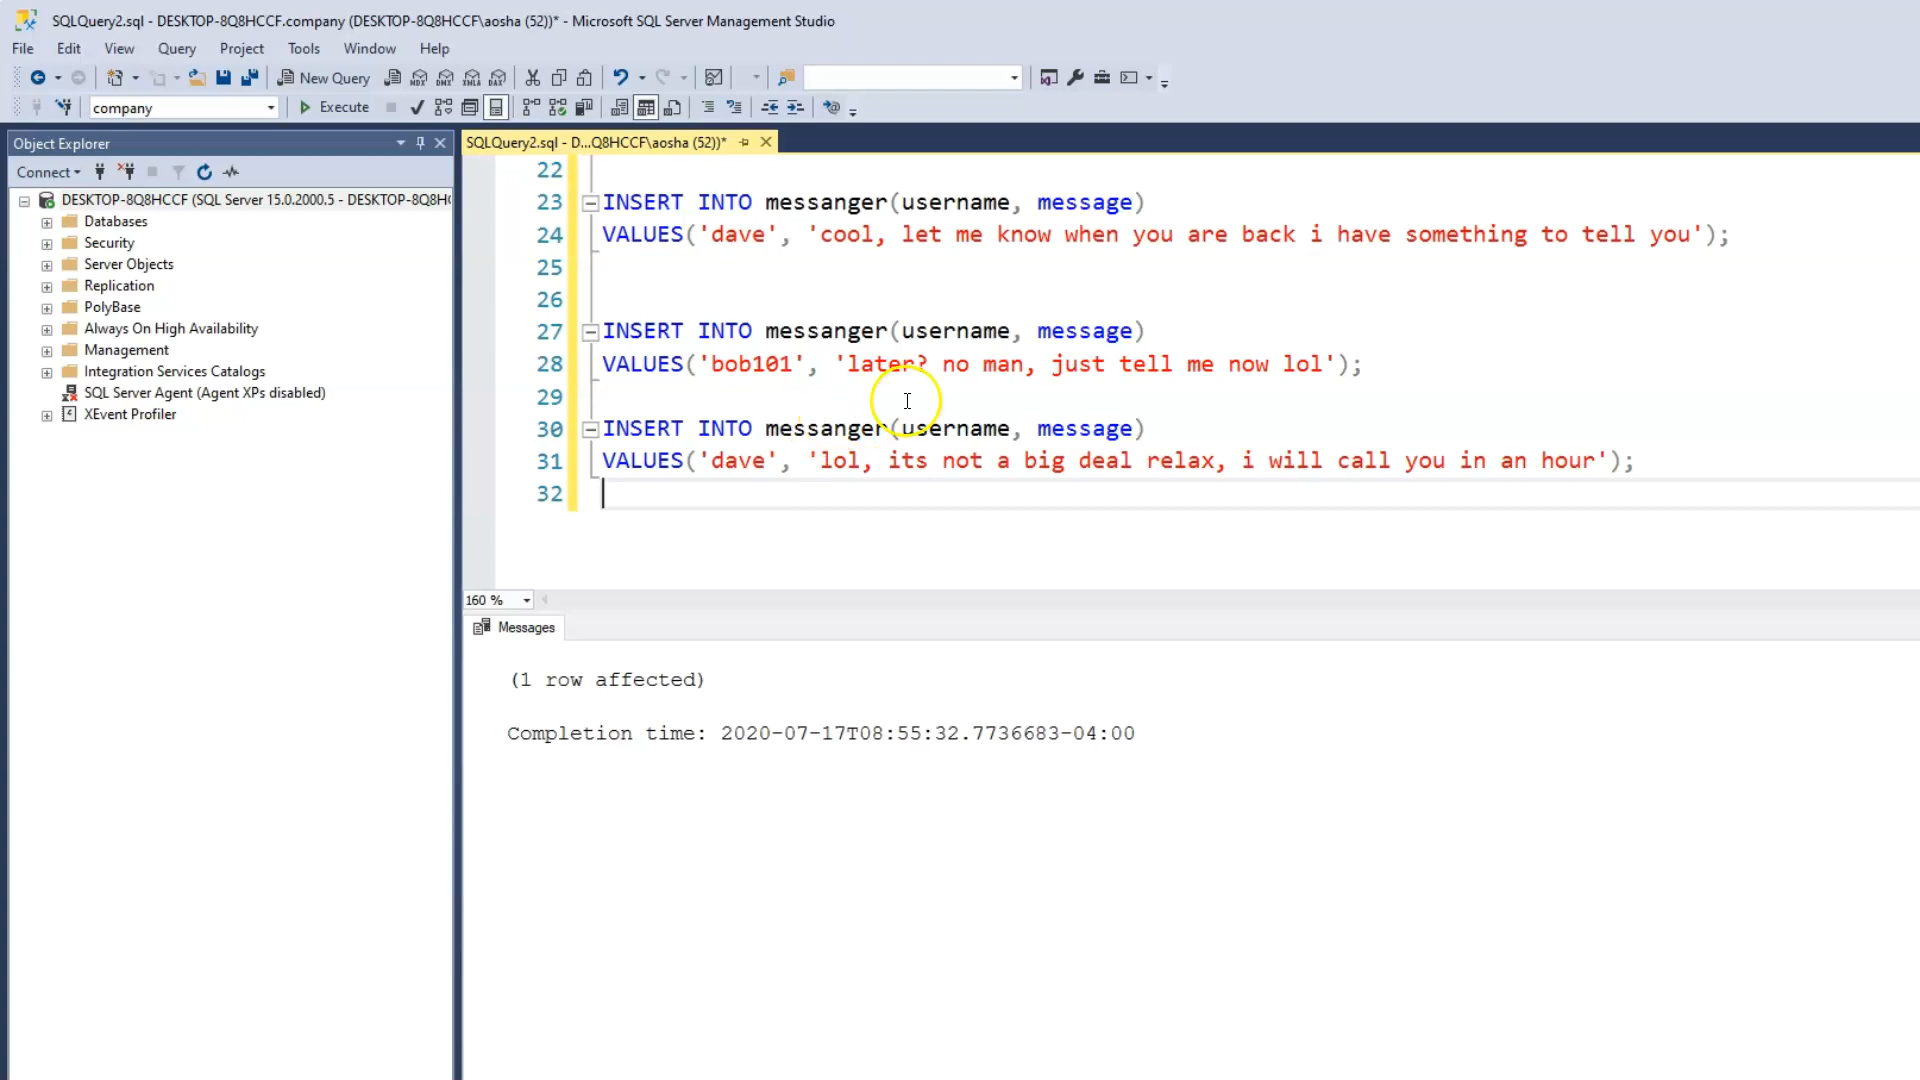 SQLQuery2.sql - DESKTOP-8Q8HCCF.company (DESKTOP-8Q8HCCF\aosha (52))* - Microsoft SQL Server Management Studio
File Edit View Query Project Tools Window Help
New Query MDX DMX XMLA DAX
company Execute
Object Explorer
Connect
DESKTOP-8Q8HCCF (SQL Server 15.0.2000.5 - DESKTOP-8Q8H
Databases
Security
Server Objects
Replication
PolyBase
Always On High Availability
Management
Integration Services Catalogs
SQL Server Agent (Agent XPs disabled)
XEvent Profiler
SQLQuery2.sql - D...Q8HCCF\aosha (52))*
22
23 INSERT INTO messanger(username, message)
24 VALUES('dave', 'cool, let me know when you are back i have something to tell you');
25
26
27 INSERT INTO messanger(username, message)
28 VALUES('bob101', 'later? no man, just tell me now lol');
29
30 INSERT INTO messanger(username, message)
31 VALUES('dave', 'lol, its not a big deal relax, i will call you in an hour');
32
160 %
Messages
(1 row affected)
Completion time: 2020-07-17T08:55:32.7736683-04:00